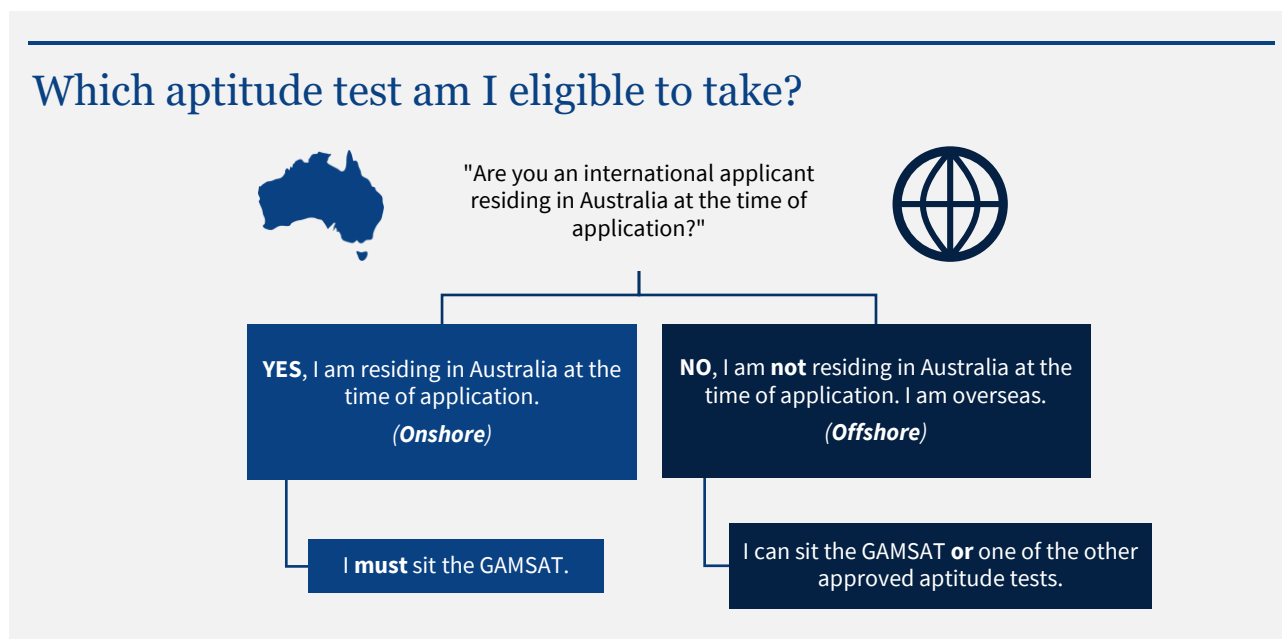 Which aptitude test am I eligible to take?
"Are you an international applicant
residing in Australia at the time of
application?"
YES, I am residing in Australia at the
time of application.
(Onshore)
I must sit the GAMSAT.
NO, I am not residing in Australia at the
time of application. I am overseas.
(Offshore)
I can sit the GAMSAT or one of the other
approved aptitude tests.